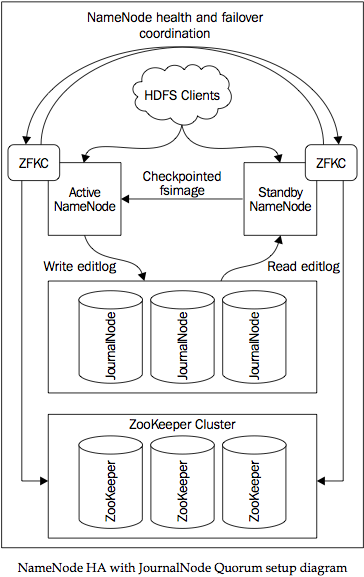 NameNode health and failover
coordination
HDFS Clients
ZFKC
ZFKC
Active
NameNode
Checkpointed
fsimage
Standby
NameNode
Write editlog
Read editlog
JournalNode
JournalNode
JournalNode
ZooKeeper Cluster
ZooKeeper
ZooKeeper
ZooKeeper
NameNode HA with JournalNode Quorum setup diagram